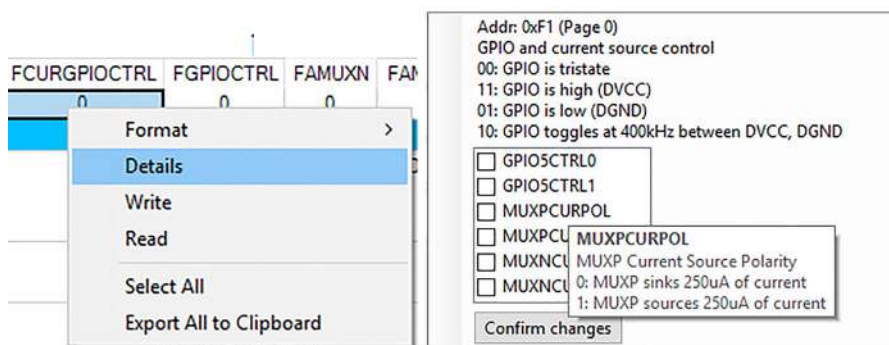 FCURGPIOCTRL FGPIOCTRL FAMUXN
0 0 0
Format >
Details
Write
Read
Select All
Export All to Clipboard
Addr: 0xF1 (Page 0)
GPIO and current source control
00: GPIO is tristate
11: GPIO is high (DVCC)
01: GPIO is low (DGND)
10: GPIO toggles at 400kHz between DVCC, DGND
GPIO5CTRL0
GPIO5CTRL1
MUXPCURPOL
MUXPCU
MUXNCU
MUXNCU
MUXPCURPOL
MUXP Current Source Polarity
0: MUXP sinks 250uA of current
1: MUXP sources 250uA of current
Confirm changes